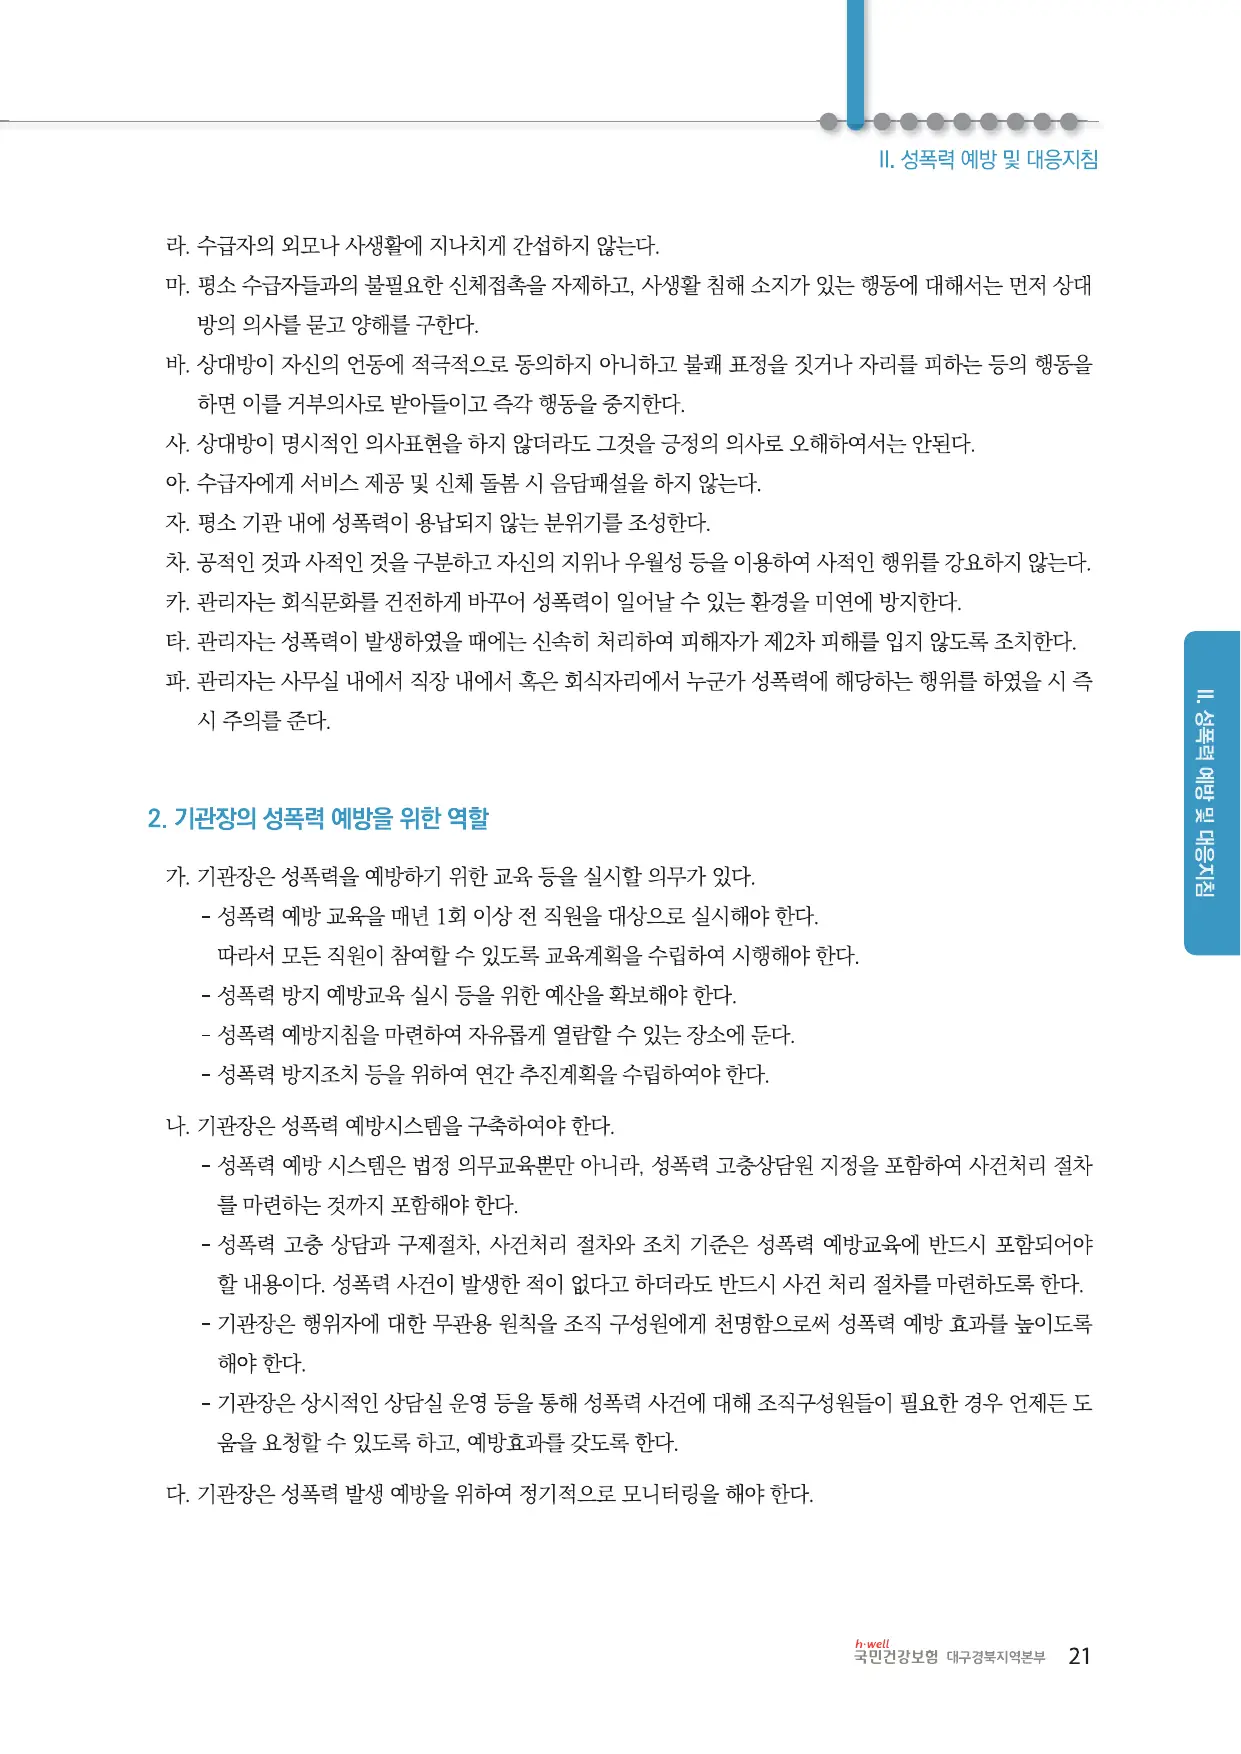 II. 성폭력 예방 및 대응지침
라. 수급자의 외모나 사생활에 지나치게 간섭하지 않는다.
마. 평소 수급자들과의 불필요한 신체접촉을 자제하고, 사생활 침해 소지가 있는 행동에 대해서는 먼저 상대
방의 의사를 묻고 양해를 구한다.
바. 상대방이 자신의 언동에 적극적으로 동의하지 아니하고 불쾌 표정을 짓거나 자리를 피하는 등의 행동을
하면 이를 거부의사로 받아들이고 즉각 행동을 중지한다.
사. 상대방이 명시적인 의사표현을 하지 않더라도 그것을 긍정의 의사로 오해하여서는 안된다.
아. 수급자에게 서비스 제공 및 신체 돌봄 시 음담패설을 하지 않는다.
자. 평소 기관 내에 성폭력이 용납되지 않는 분위기를 조성한다.
차. 공적인 것과 사적인 것을 구분하고 자신의 지위나 우월성 등을 이용하여 사적인 행위를 강요하지 않는다.
카. 관리자는 회식문화를 건전하게 바꾸어 성폭력이 일어날 수 있는 환경을 미연에 방지한다.
타. 관리자는 성폭력이 발생하였을 때에는 신속히 처리하여 피해자가 제2차 피해를 입지 않도록 조치한다.
파. 관리자는 사무실 내에서 직장 내에서 혹은 회식자리에서 누군가 성폭력에 해당하는 행위를 하였을 시 즉
시 주의를 준다.
II. 성폭력 예방 및 대응지침
2. 기관장의 성폭력 예방을 위한 역할
가. 기관장은 성폭력을 예방하기 위한 교육 등을 실시할 의무가 있다.
- 성폭력 예방 교육을 매년 1회 이상 전 직원을 대상으로 실시해야 한다.
따라서 모든 직원이 참여할 수 있도록 교육계획을 수립하여 시행해야 한다.
- 성폭력 방지 예방교육 실시 등을 위한 예산을 확보해야 한다.
- 성폭력 예방지침을 마련하여 자유롭게 열람할 수 있는 장소에 둔다.
- 성폭력 방지조치 등을 위하여 연간 추진계획을 수립하여야 한다.
나. 기관장은 성폭력 예방시스템을 구축하여야 한다.
- 성폭력 예방 시스템은 법정 의무교육뿐만 아니라, 성폭력 고충상담원 지정을 포함하여 사건처리 절차
를 마련하는 것까지 포함해야 한다.
- 성폭력 고충 상담과 구제절차, 사건처리 절차와 조치 기준은 성폭력 예방교육에 반드시 포함되어야
할 내용이다. 성폭력 사건이 발생한 적이 없다고 하더라도 반드시 사건 처리 절차를 마련하도록 한다.
- 기관장은 행위자에 대한 무관용 원칙을 조직 구성원에게 천명함으로써 성폭력 예방 효과를 높이도록
해야 한다.
- 기관장은 상시적인 상담실 운영 등을 통해 성폭력 사건에 대해 조직구성원들이 필요한 경우 언제든 도
움을 요청할 수 있도록 하고, 예방효과를 갖도록 한다.
다. 기관장은 성폭력 발생 예방을 위하여 정기적으로 모니터링을 해야 한다.
h·well
국민건강보험 대구경북지역본부 21